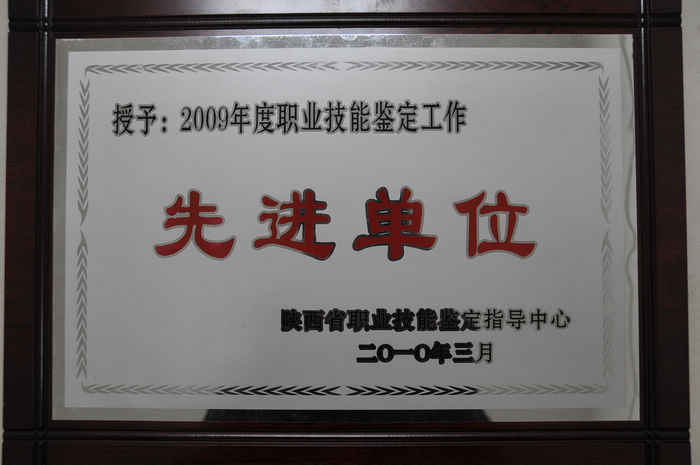 授予：2009年度职业技能鉴定工作
先进单位
陕西省职业技能鉴定指导中心
二〇一〇年三月